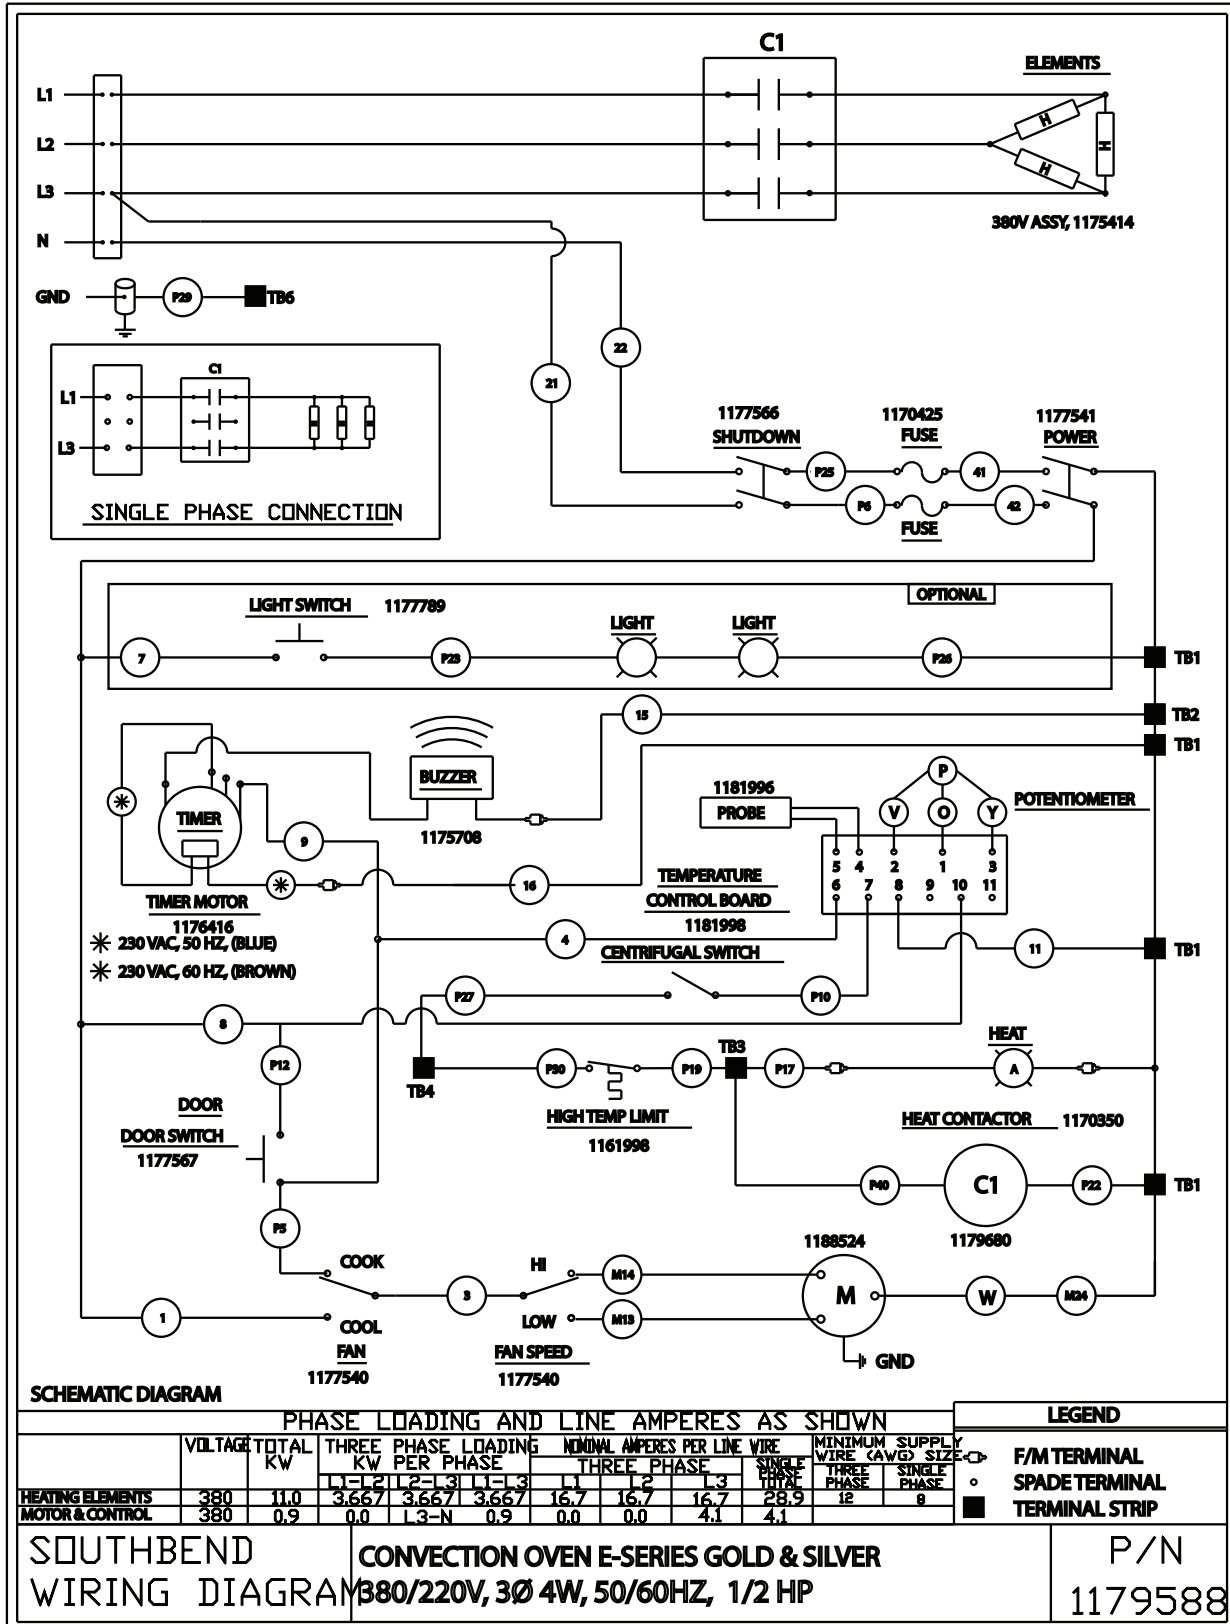 C1
ELEMENTS
L1
L2
L3
N
380V ASSY, 1175414
GND P29 TB6
22
21
C1
L1
L3
SINGLE PHASE CONNECTION
1177566 1170425 1177541
SHUTDOWN FUSE POWER
P25 41
P6 42
FUSE
OPTIONAL
LIGHT SWITCH 1177789
LIGHT LIGHT
7 P23 P26 TB1
15 TB2
TB1
BUZZER
1175708
TIMER
9
16
TIMER MOTOR
1176416
230 VAC, 50 HZ, (BLUE)
230 VAC, 60 HZ, (BROWN)
1181996
PROBE
P
V O Y
POTENTIOMETER
5 4 2 1 3
6 7 8 9 10 11
TEMPERATURE
CONTROL BOARD
1181998
4
11 TB1
CENTRIFUGAL SWITCH
P27 P10
8
P12
TB4
P30 P19 TB3 P17
HEAT
A
HIGH TEMP LIMIT
1161998
DOOR
DOOR SWITCH
1177567
HEAT CONTACTOR 1170350
P40 C1 P22 TB1
1179680
P5
COOK
COOL
1
FAN
1177540
3
HI
LOW
FAN SPEED
1177540
M14
M13
1188524
M
W M24
GND
SCHEMATIC DIAGRAM
PHASE LOADING AND LINE AMPERES AS SHOWN
VOLTAGE TOTAL KW THREE PHASE LOADING KW PER PHASE NOMINAL AMPERES PER LINE WIRE MINIMUM SUPPLY WIRE (AWG) SIZE
THREE PHASE SINGLE PHASE TOTAL THREE PHASE SINGLE PHASE
L1-L2 L2-L3 L1-L3 L1 L2 L3
HEATING ELEMENTS 380 11.0 3.667 3.667 3.667 16.7 16.7 16.7 28.9 12 8
MOTOR & CONTROL 380 0.9 0.0 L3-N 0.9 0.0 0.0 4.1 4.1
LEGEND
F/M TERMINAL
SPADE TERMINAL
TERMINAL STRIP
SOUTHBEND
WIRING DIAGRAM
CONVECTION OVEN E-SERIES GOLD & SILVER
380/220V, 3Ø 4W, 50/60HZ, 1/2 HP
P/N
1179588